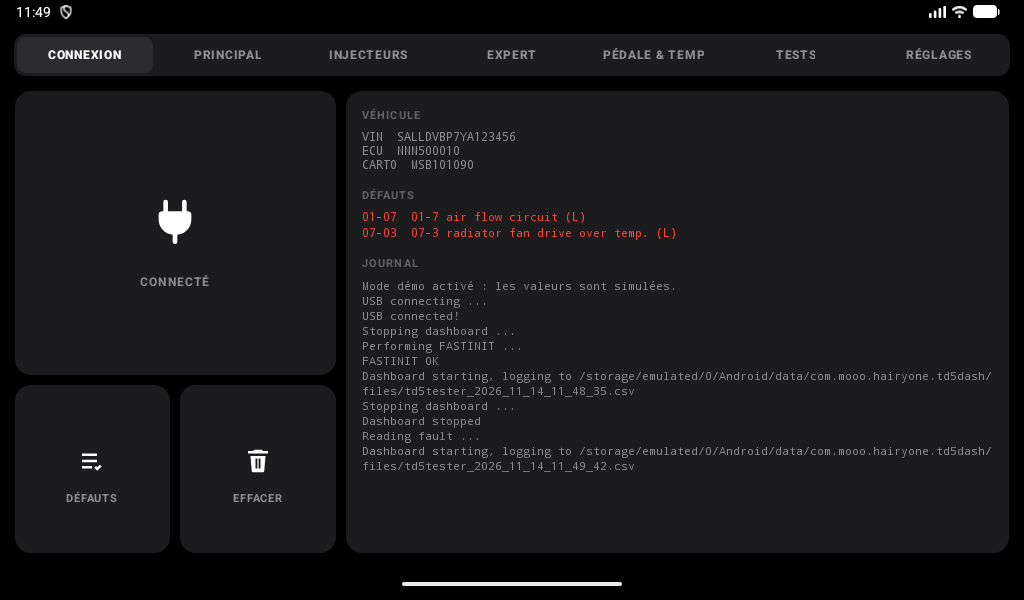 11:49
CONNEXION
PRINCIPAL
INJECTEURS
EXPERT
PÉDALE & TEMP
TESTS
RÉGLAGES
CONNECTÉ
DÉFAUTS
EFFACER
VÉHICULE
VIN  SALLDVBP7YA123456
ECU  NNN500010
CARTO  MSB101090
DÉFAUTS
01-07  01-7 air flow circuit (L)
07-03  07-3 radiator fan drive over temp. (L)
JOURNAL
Mode démo activé : les valeurs sont simulées.
USB connecting ...
USB connected!
Stopping dashboard ...
Performing FASTINIT ...
FASTINIT OK
Dashboard starting, logging to /storage/emulated/0/Android/data/com.mooo.hairyone.td5dash/
files/td5tester_2026_11_14_11_48_35.csv
Stopping dashboard ...
Dashboard stopped
Reading fault ...
Dashboard starting, logging to /storage/emulated/0/Android/data/com.mooo.hairyone.td5dash/
files/td5tester_2026_11_14_11_49_42.csv